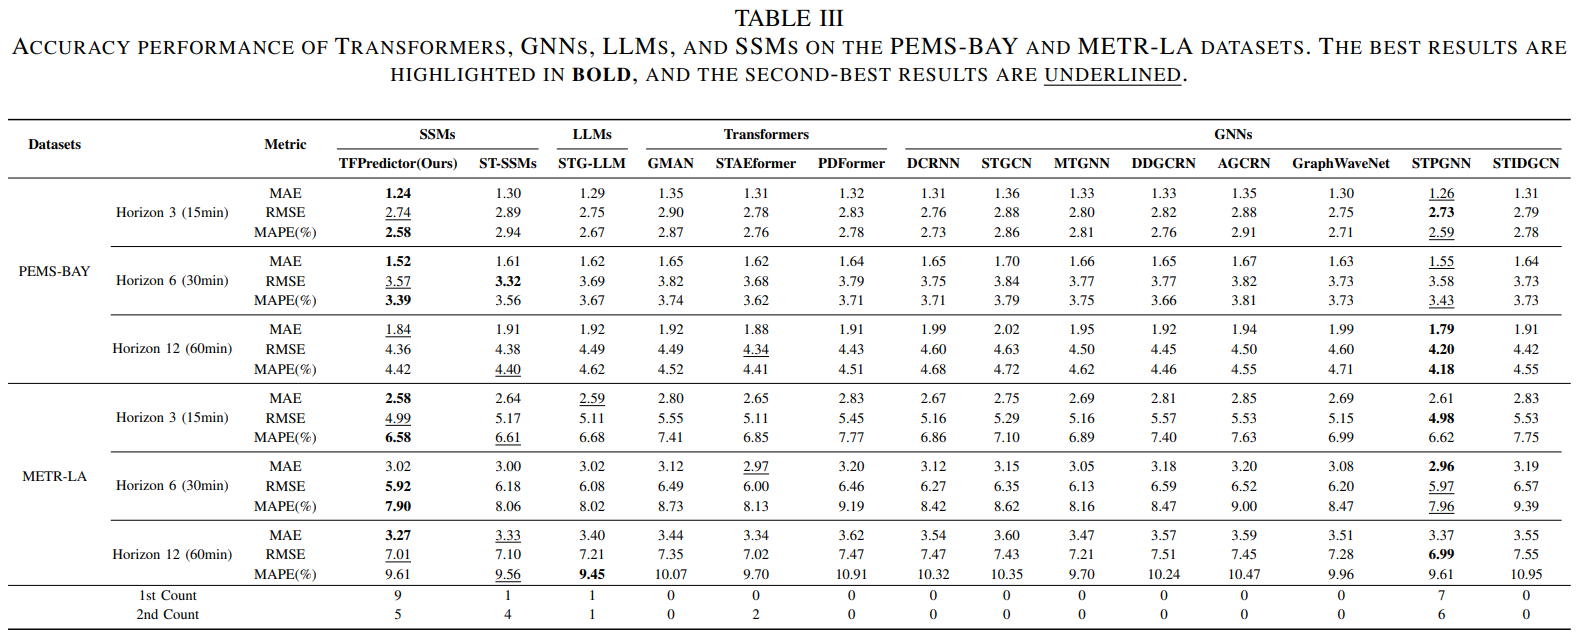 TABLE III
ACCURACY PERFORMANCE OF TRANSFORMERS, GNNS, LLMS, AND SSMS ON THE PEMS-BAY AND METR-LA DATASETS. THE BEST RESULTS ARE
HIGHLIGHTED IN BOLD, AND THE SECOND-BEST RESULTS ARE UNDERLINED.
Datasets Metric SSMs LLMs Transformers GNNs
TFPredictor(Ours) ST-SSMs STG-LLM GMAN STAEformer PDFormer DCRNN STGCN MTGNN DDGCRN AGCRN GraphWaveNet STPGNN STIDGCN
PEMS-BAY
Horizon 3 (15min)
MAE 1.24 1.30 1.29 1.35 1.31 1.32 1.31 1.36 1.33 1.33 1.35 1.30 1.26 1.31
RMSE 2.74 2.89 2.75 2.90 2.78 2.83 2.76 2.88 2.80 2.82 2.88 2.75 2.73 2.79
MAPE(%) 2.58 2.94 2.67 2.87 2.76 2.78 2.73 2.86 2.81 2.76 2.91 2.71 2.59 2.78
Horizon 6 (30min)
MAE 1.52 1.61 1.62 1.65 1.62 1.64 1.65 1.70 1.66 1.65 1.67 1.63 1.55 1.64
RMSE 3.57 3.32 3.69 3.82 3.68 3.79 3.75 3.84 3.77 3.77 3.82 3.73 3.58 3.73
MAPE(%) 3.39 3.56 3.67 3.74 3.62 3.71 3.71 3.79 3.75 3.66 3.81 3.73 3.43 3.73
Horizon 12 (60min)
MAE 1.84 1.91 1.92 1.92 1.88 1.91 1.99 2.02 1.95 1.92 1.94 1.99 1.79 1.91
RMSE 4.36 4.38 4.49 4.49 4.34 4.43 4.60 4.63 4.50 4.45 4.50 4.60 4.20 4.42
MAPE(%) 4.42 4.40 4.62 4.52 4.41 4.51 4.68 4.72 4.62 4.46 4.55 4.71 4.18 4.55
METR-LA
Horizon 3 (15min)
MAE 2.58 2.64 2.59 2.80 2.65 2.83 2.67 2.75 2.69 2.81 2.85 2.69 2.61 2.83
RMSE 4.99 5.17 5.11 5.55 5.11 5.45 5.16 5.29 5.16 5.57 5.53 5.15 4.98 5.53
MAPE(%) 6.58 6.61 6.68 7.41 6.85 7.77 6.86 7.10 6.89 7.40 7.63 6.99 6.62 7.75
Horizon 6 (30min)
MAE 3.02 3.00 3.02 3.12 2.97 3.20 3.12 3.15 3.05 3.18 3.20 3.08 2.96 3.19
RMSE 5.92 6.18 6.08 6.49 6.00 6.46 6.27 6.35 6.13 6.59 6.52 6.20 5.97 6.57
MAPE(%) 7.90 8.06 8.02 8.73 8.13 9.19 8.42 8.62 8.16 8.47 9.00 8.47 7.96 9.39
Horizon 12 (60min)
MAE 3.27 3.33 3.40 3.44 3.34 3.62 3.54 3.60 3.47 3.57 3.59 3.51 3.37 3.55
RMSE 7.01 7.10 7.21 7.35 7.02 7.47 7.47 7.43 7.21 7.51 7.45 7.28 6.99 7.55
MAPE(%) 9.61 9.56 9.45 10.07 9.70 10.91 10.32 10.35 9.70 10.24 10.47 9.96 9.61 10.95
1st Count 9 1 1 0 0 0 0 0 0 0 0 0 7 0
2nd Count 5 4 1 0 2 0 0 0 0 0 0 0 6 0